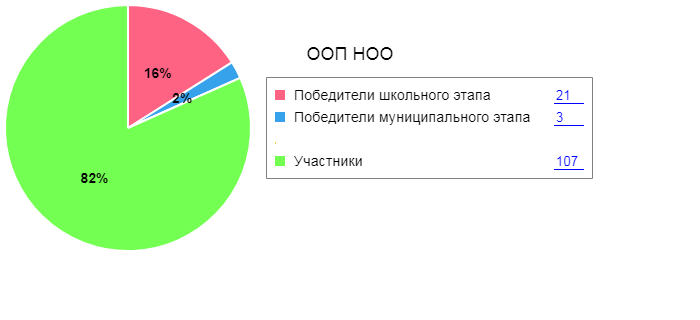 ООП НОО
16%
2%
82%
Победители школьного этапа 21
Победители муниципального этапа 3
Участники 107